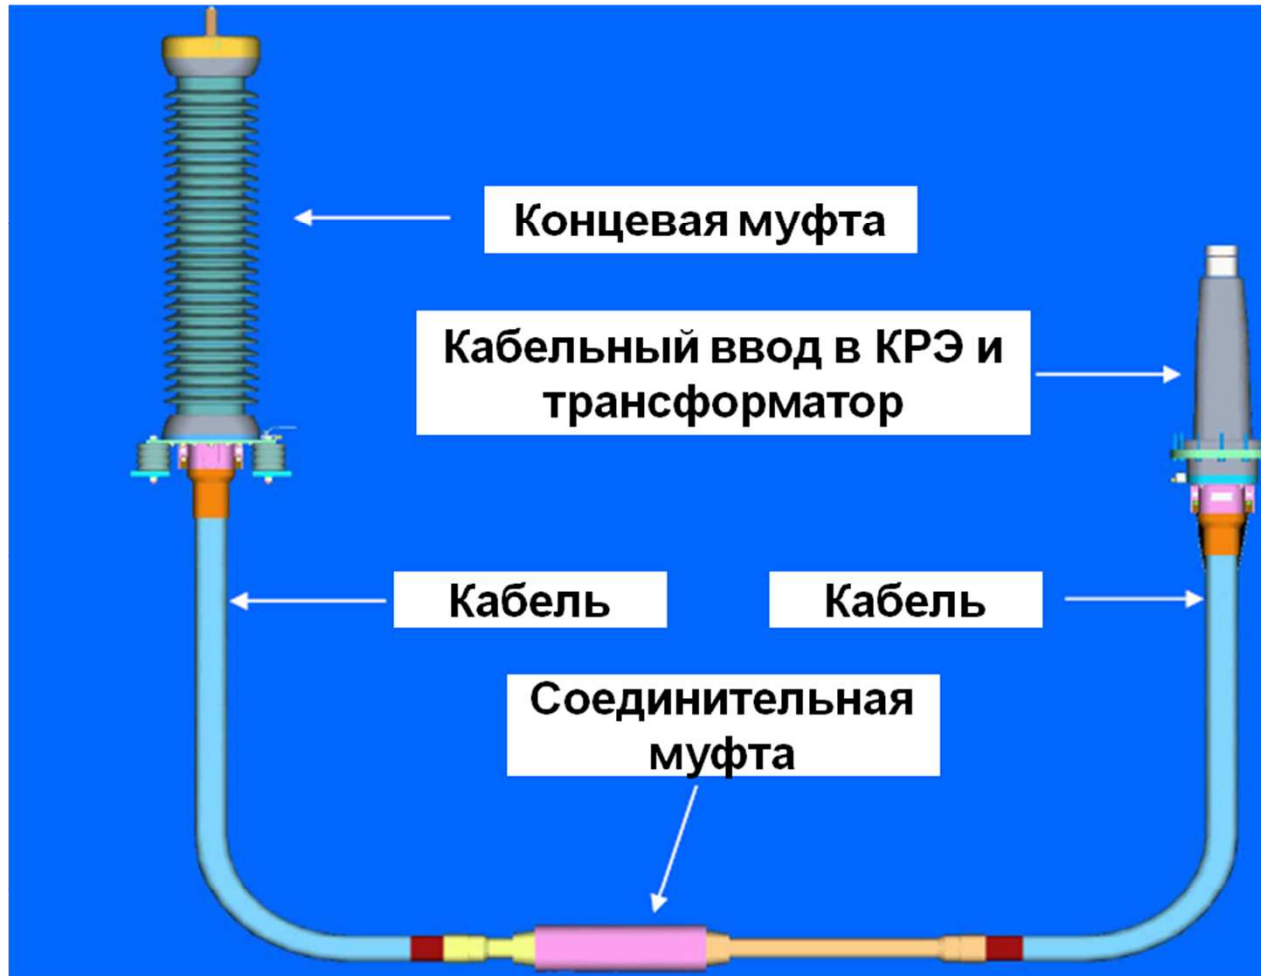 Концевая муфта
Кабельный ввод в КРЭ и
трансформатор
Кабель
Кабель
Соединительная
муфта